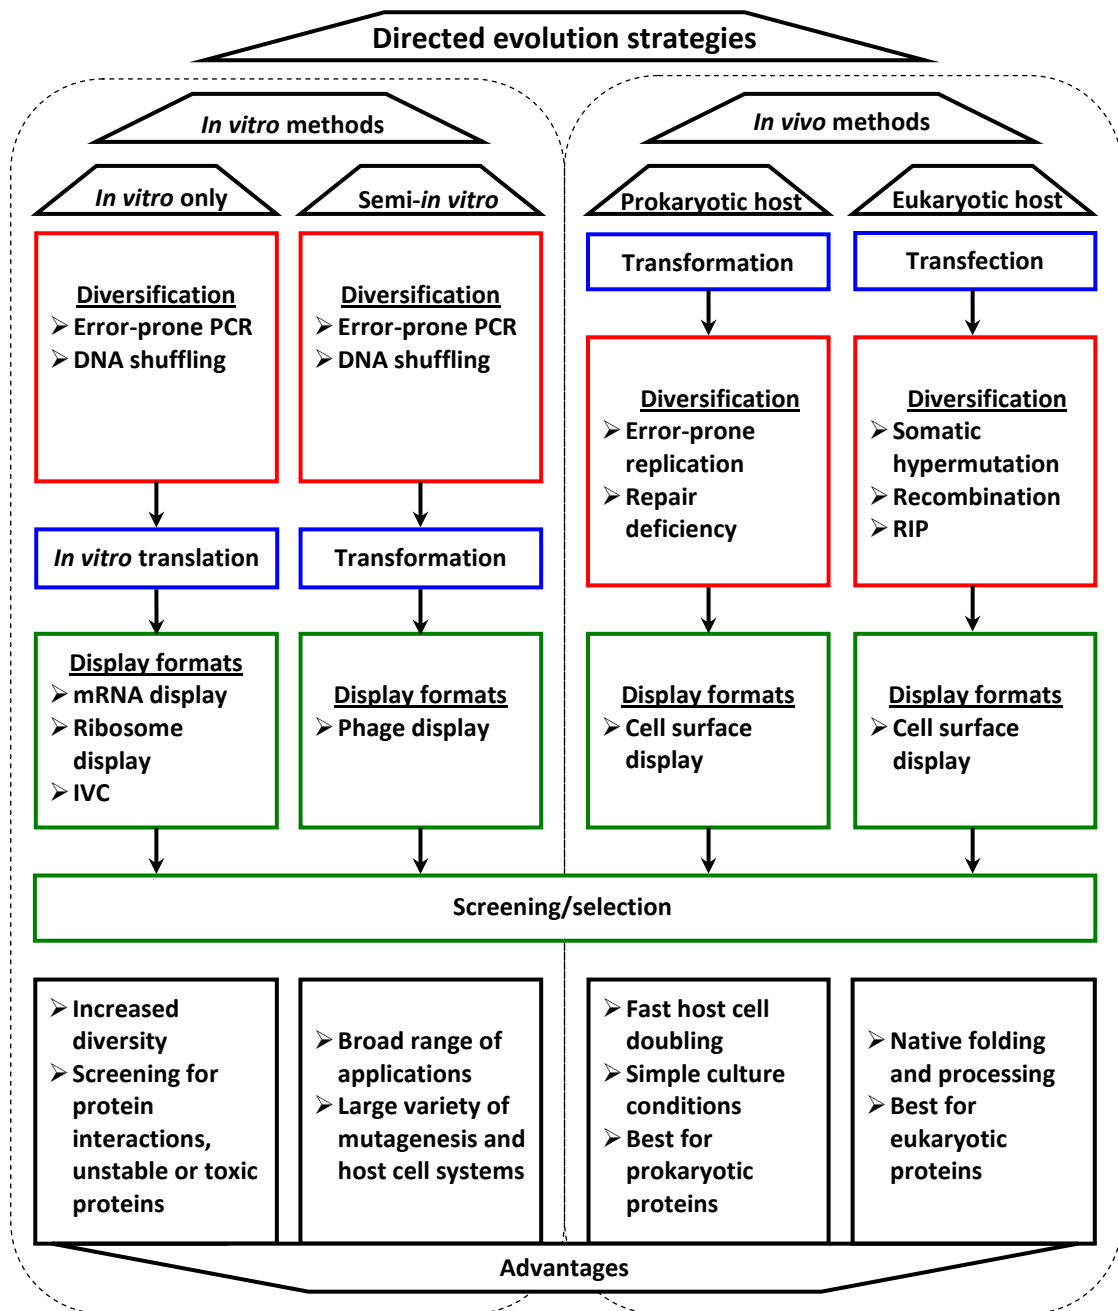 Directed evolution strategies
In vitro methods
In vivo methods
In vitro only
Semi-in vitro
Prokaryotic host
Eukaryotic host
Diversification
➢ Error-prone PCR
➢ DNA shuffling
In vitro translation
Display formats
➢ mRNA display
➢ Ribosome
display
➢ IVC
Diversification
➢ Error-prone PCR
➢ DNA shuffling
Transformation
Display formats
➢ Phage display
Transformation
Diversification
➢ Error-prone
replication
➢ Repair
deficiency
Display formats
➢ Cell surface
display
Transfection
Diversification
➢ Somatic
hypermutation
➢ Recombination
➢ RIP
Display formats
➢ Cell surface
display
Screening/selection
➢ Increased
diversity
➢ Screening for
protein
interactions,
unstable or toxic
proteins
➢ Broad range of
applications
➢ Large variety of
mutagenesis and
host cell systems
➢ Fast host cell
doubling
➢ Simple culture
conditions
➢ Best for
prokaryotic
proteins
➢ Native folding
and processing
➢ Best for
eukaryotic
proteins
Advantages